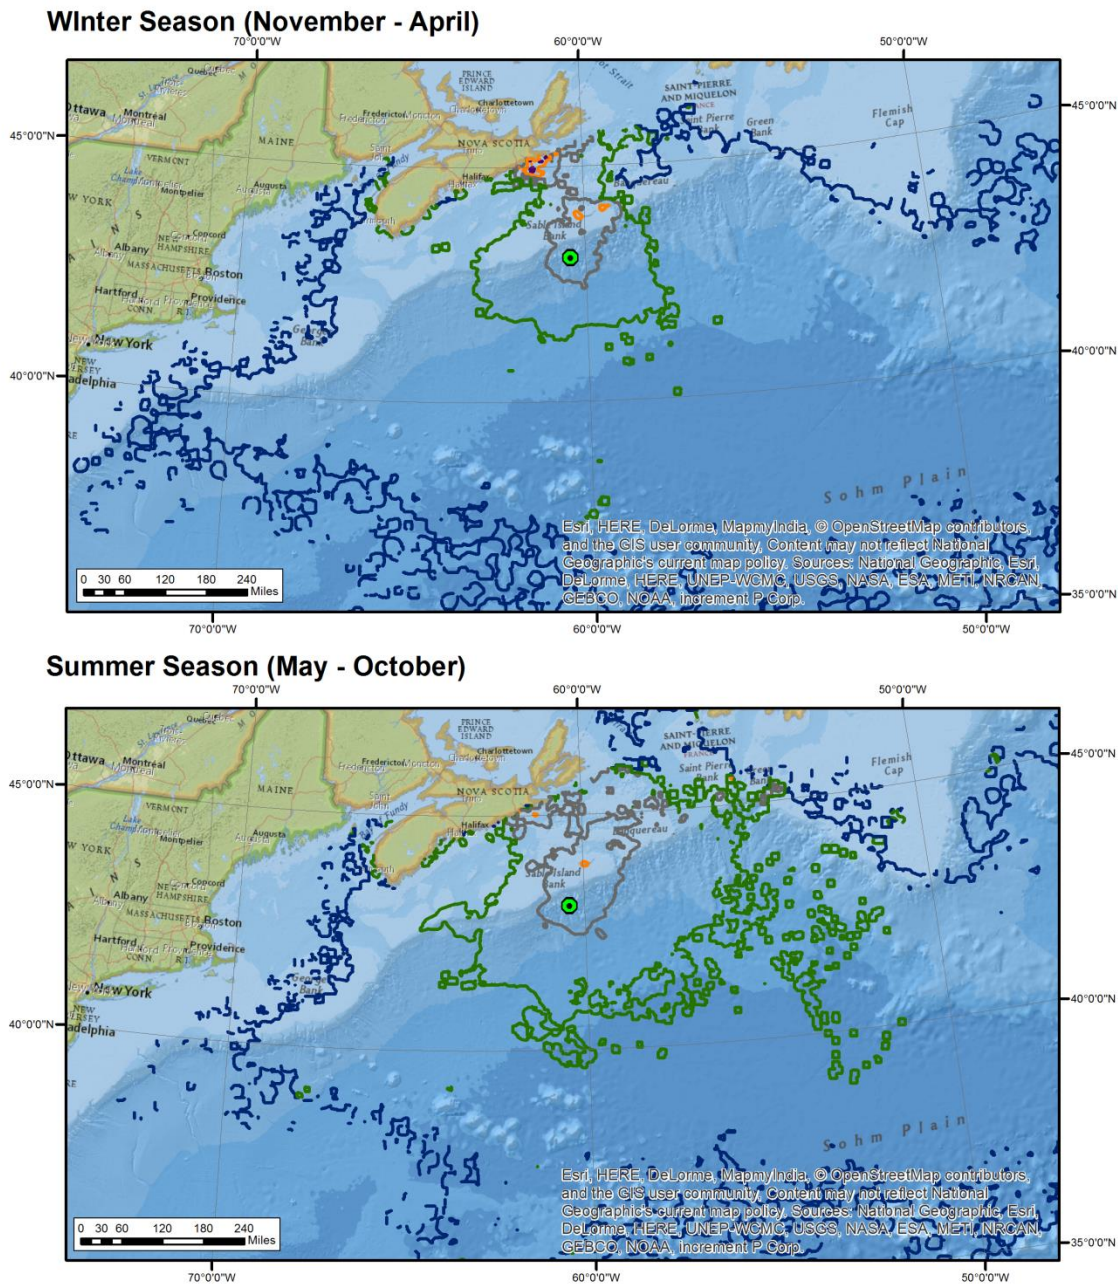 WInter Season (November - April)
70°0'0"W 60°0'0"W 50°0'0"W
PRINCE
EDWARD
ISLAND
SAINT-PIERRE
AND MIQUELON
FRANCE
Flemish
Cap
45°0'0"N
Ottawa
Montréal
Fredericton
Moncton
Charlottetown
Saint Pierre
Bank
Green
Bank
45°0'0"N
MAINE
NOVA SCOTIA
VERMONT
Halifax
Banquereau
Montpelier
Augusta
Sable Island
Bank
Albany
NEW
HAMPSHIRE
Concord
MASSACHUSETTS
Boston
Hartford
Providence
CONN.
R.I.
New York
NEW
JERSEY
40°0'0"N
40°0'0"N
Sohm Plain
Esri, HERE, DeLorme, MapmyIndia, © OpenStreetMap contributors,
and the GIS user community, Content may not reflect National
Geographic's current map policy. Sources: National Geographic, Esri,
DeLorme, HERE, UNEP-WCMC, USGS, NASA, ESA, METI, NRCAN,
GEBCO, NOAA, increment P Corp.
0 30 60 120 180 240
Miles
35°0'0"N
70°0'0"W 60°0'0"W 50°0'0"W
Summer Season (May - October)
70°0'0"W 60°0'0"W 50°0'0"W
PRINCE
EDWARD
ISLAND
SAINT-PIERRE
AND MIQUELON
FRANCE
Flemish
Cap
45°0'0"N
Ottawa
Montréal
Fredericton
Moncton
Charlottetown
Saint Pierre
Bank
Green
Bank
45°0'0"N
MAINE
NOVA SCOTIA
VERMONT
Halifax
Banquereau
Montpelier
Augusta
Sable Island
Bank
Albany
NEW
HAMPSHIRE
Concord
MASSACHUSETTS
Boston
Hartford
Providence
CONN.
R.I.
New York
NEW
JERSEY
40°0'0"N
40°0'0"N
Sohm Plain
Esri, HERE, DeLorme, MapmyIndia, © OpenStreetMap contributors,
and the GIS user community, Content may not reflect National
Geographic's current map policy. Sources: National Geographic, Esri,
DeLorme, HERE, UNEP-WCMC, USGS, NASA, ESA, METI, NRCAN,
GEBCO, NOAA, increment P Corp.
0 30 60 120 180 240
Miles
35°0'0"N
70°0'0"W 60°0'0"W 50°0'0"W